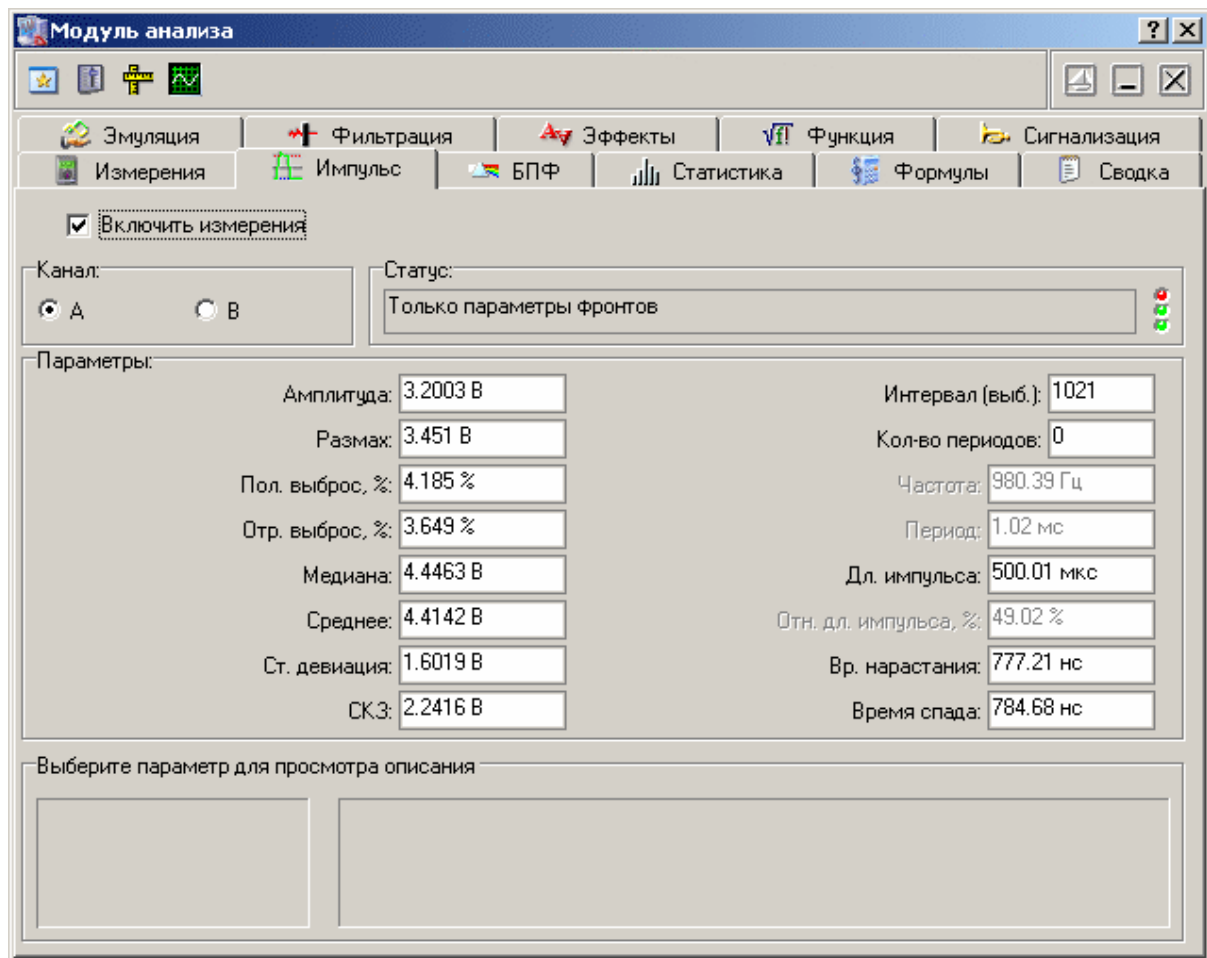 Модуль анализа
Эмуляция Фильтрация Эффекты Функция Сигнализация
Измерения Импульс БПФ Статистика Формулы Сводка
Включить измерения
Канал:
A B
Статус:
Только параметры фронтов
Параметры:
Амплитуда: 3.2003 В
Размах: 3.451 В
Пол. выброс, %: 4.185 %
Отр. выброс, %: 3.649 %
Медиана: 4.4463 В
Среднее: 4.4142 В
Ст. девиация: 1.6019 В
СКЗ: 2.2416 В
Интервал (выб.): 1021
Кол-во периодов: 0
Частота: 980.39 Гц
Период: 1.02 мс
Дл. импульса: 500.01 мкс
Отн. дл. импульса, %: 49.02 %
Вр. нарастания: 777.21 нс
Время спада: 784.68 нс
Выберите параметр для просмотра описания